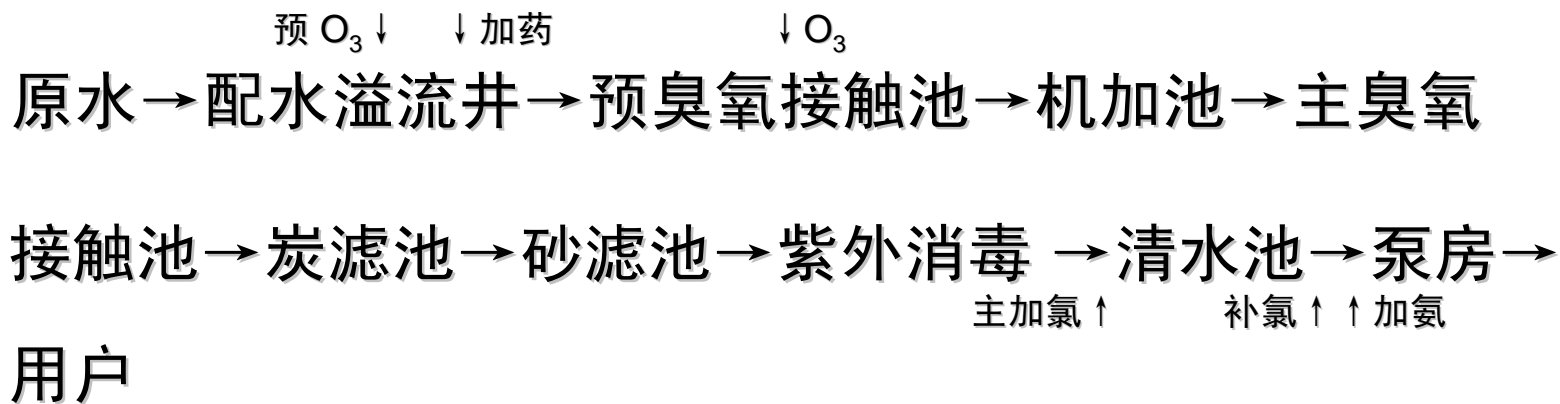 预 O₃↓ ↓加药 ↓O₃
原水→配水溢流井→预臭氧接触池→机加池→主臭氧
接触池→炭滤池→砂滤池→紫外消毒 →清水池→泵房→
主加氯↑ 补氯↑ ↑加氨
用户